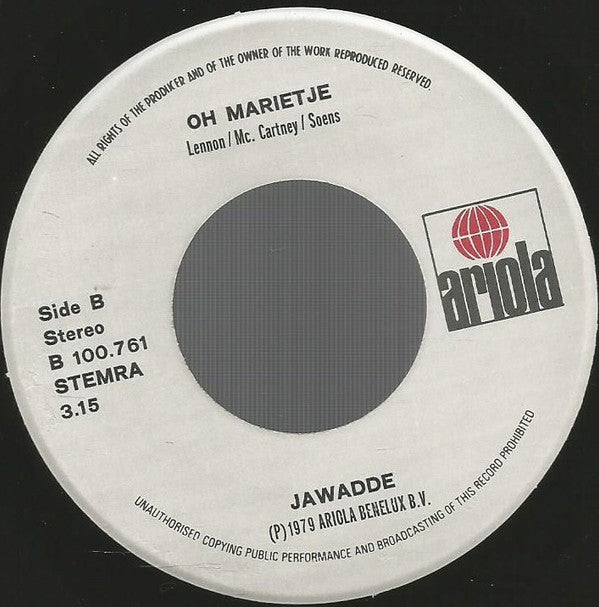 ALL RIGHTS OF THE PRODUCER AND OF THE OWNER OF THE WORK REPRODUCED RESERVED.
OH MARIETJE
Lennon / Mc. Cartney / Soens
ariola
Side B
Stereo
B 100.761
STEMRA
3.15
JAWADDE
(P) 1979 ARIOLA BENELUX B.V.
UNAUTHORISED COPYING PUBLIC PERFORMANCE AND BROADCASTING OF THIS RECORD PROHIBITED